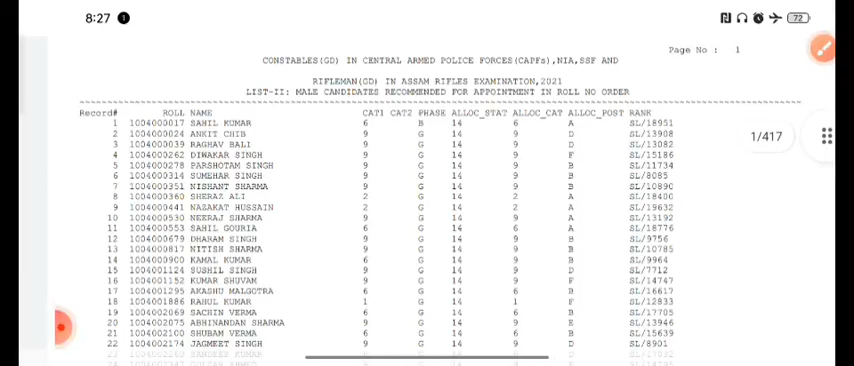 8:27 1
72
Page No : 1
CONSTABLES(GD) IN CENTRAL ARMED POLICE FORCES(CAPFs),NIA,SSF AND
RIFLEMAN(GD) IN ASSAM RIFLES EXAMINATION,2021
LIST-II: MALE CANDIDATES RECOMMENDED FOR APPOINTMENT IN ROLL NO ORDER
Record# ROLL NAME CAT1 CAT2 PHASE ALLOC_STAT ALLOC_CAT ALLOC_POST RANK
1 1004000017 SAHIL KUMAR 6 B 14 6 A SL/18951
2 1004000024 ANKIT CHIB 9 G 14 9 D SL/13908
3 1004000039 RAGHAV BALI 9 G 14 9 D SL/13082
4 1004000262 DIWAKAR SINGH 9 G 14 9 F SL/15186
5 1004000278 PARSHOTAM SINGH 9 G 14 9 B SL/11734
6 1004000314 SUMEHAR SINGH 9 G 14 9 B SL/8085
7 1004000351 NISHANT SHARMA 9 G 14 9 B SL/10890
8 1004000360 SHERAZ ALI 2 G 14 2 A SL/18400
9 1004000441 NAZAKAT HUSSAIN 2 G 14 2 A SL/19632
10 1004000530 NEERAJ SHARMA 9 G 14 9 A SL/13192
11 1004000553 SAHIL GOURIA 6 G 14 6 A SL/18776
12 1004000679 DHARAM SINGH 9 G 14 9 B SL/9756
13 1004000817 NITISH SHARMA 9 G 14 9 B SL/10785
14 1004000900 KAMAL KUMAR 6 G 14 9 B SL/9964
15 1004001124 SUSHIL SINGH 9 G 14 9 D SL/7712
16 1004001152 KUMAR SHUVAM 9 G 14 9 F SL/14747
17 1004001295 AKASHU MALGOTRA 6 G 14 6 B SL/16617
18 1004001886 RAHUL KUMAR 1 G 14 1 F SL/12833
19 1004002069 SACHIN VERMA 6 G 14 6 B SL/17705
20 1004002075 ABHINANDAN SHARMA 9 G 14 9 E SL/13946
21 1004002100 SHUBAM VERMA 6 G 14 6 B SL/15639
22 1004002174 JAGMEET SINGH 9 G 14 9 D SL/8901
1/417